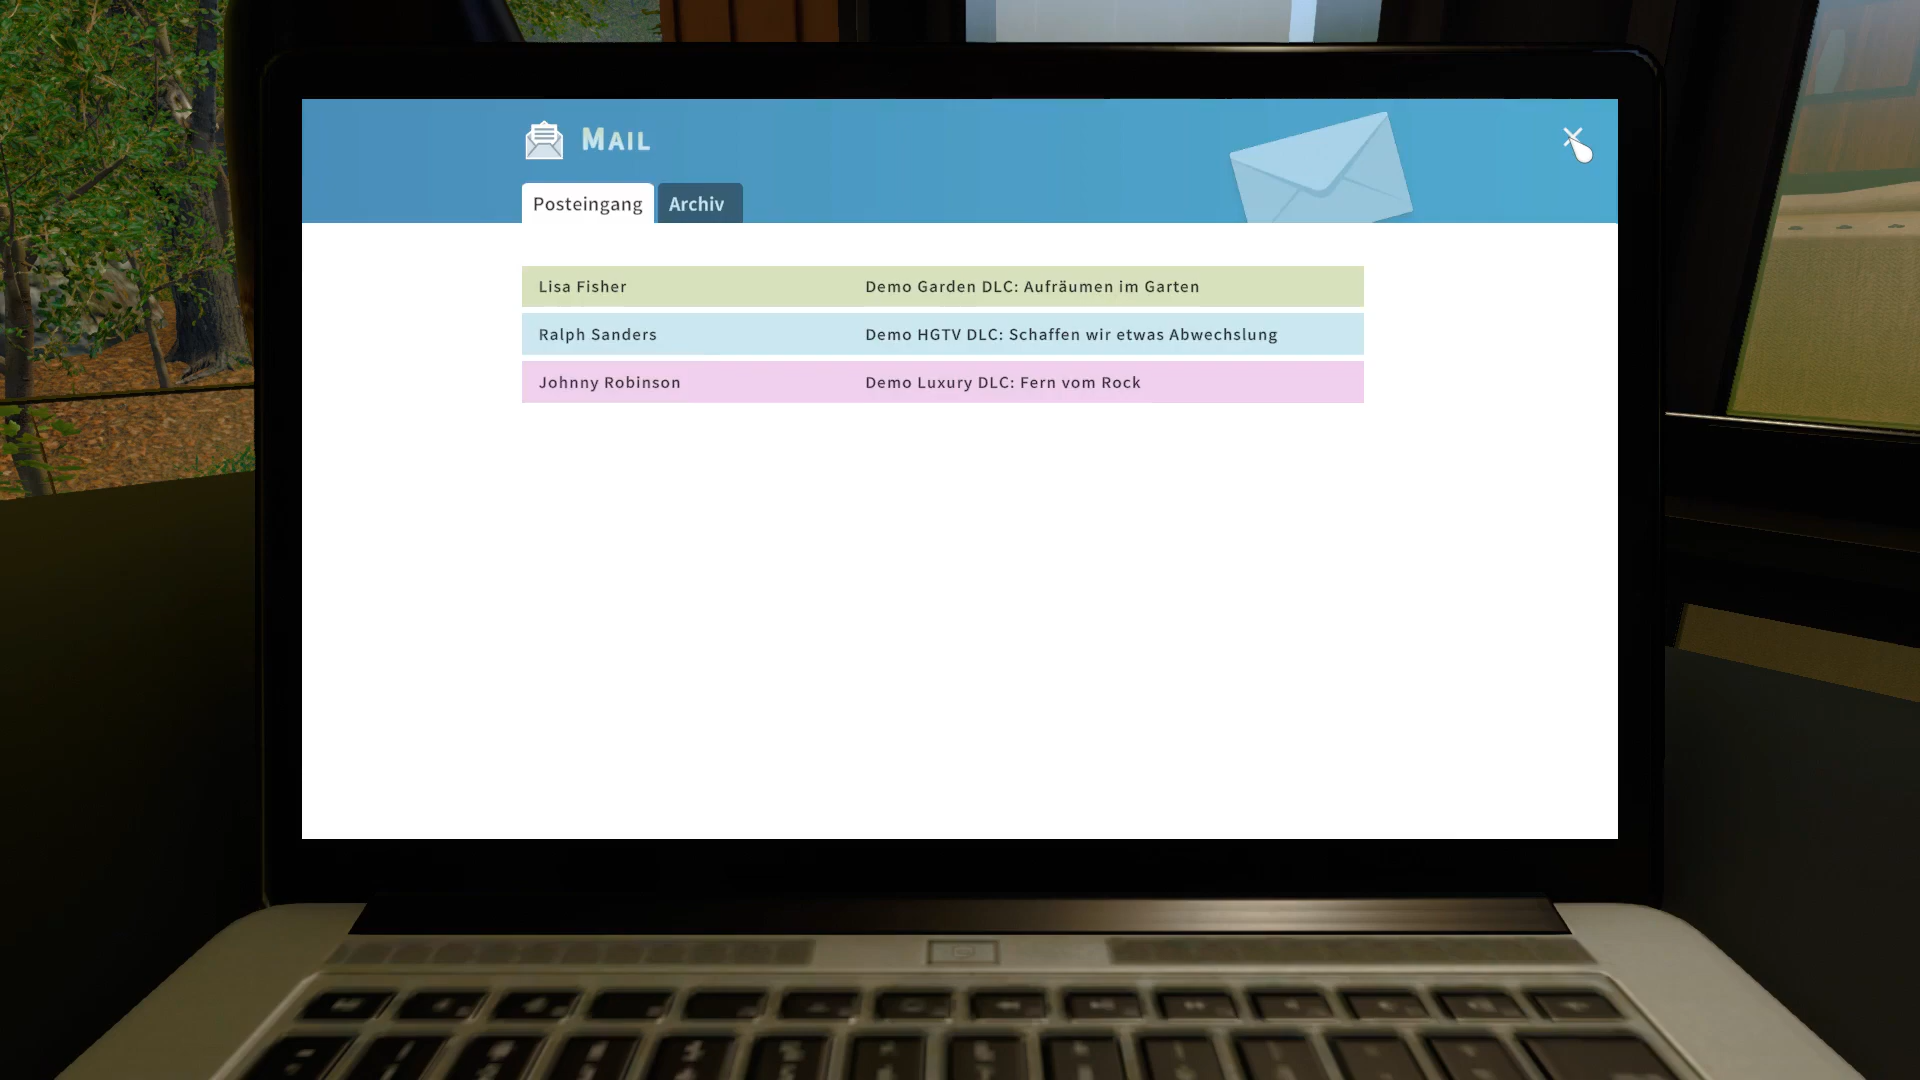 MAIL
Posteingang Archiv
Lisa Fisher Demo Garden DLC: Aufräumen im Garten
Ralph Sanders Demo HGTV DLC: Schaffen wir etwas Abwechslung
Johnny Robinson Demo Luxury DLC: Fern vom Rock